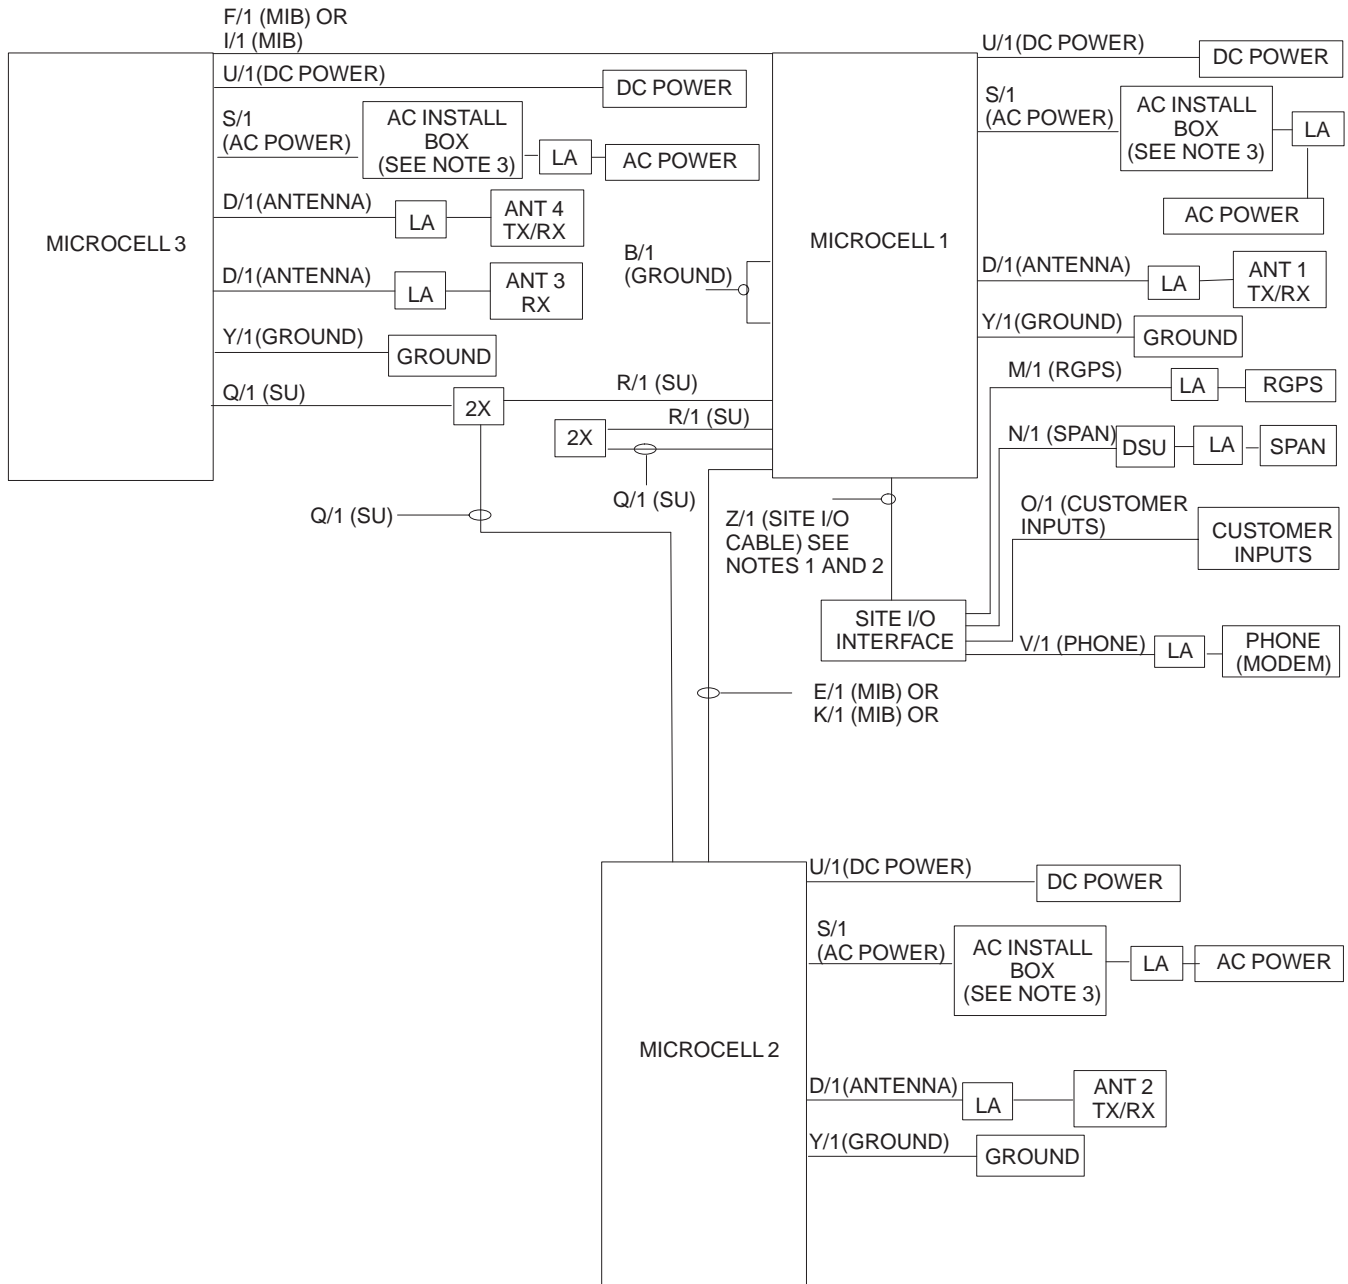 F/1 (MIB) OR
I/1 (MIB)
U/1(DC POWER)
DC POWER
S/1
(AC POWER)
AC INSTALL
BOX
(SEE NOTE 3)
LA
AC POWER
D/1(ANTENNA)
LA
ANT 4
TX/RX
MICROCELL 3
D/1(ANTENNA)
LA
ANT 3
RX
Y/1(GROUND)
GROUND
Q/1 (SU)
2X
R/1 (SU)
R/1 (SU)
2X
Q/1 (SU)
Q/1 (SU)
B/1
(GROUND)
MICROCELL 1
U/1(DC POWER)
DC POWER
S/1
(AC POWER)
AC INSTALL
BOX
(SEE NOTE 3)
LA
AC POWER
D/1(ANTENNA)
LA
ANT 1
TX/RX
Y/1(GROUND)
GROUND
M/1 (RGPS)
LA
RGPS
N/1 (SPAN)
DSU
LA
SPAN
O/1 (CUSTOMER
INPUTS)
CUSTOMER
INPUTS
Z/1 (SITE I/O
CABLE) SEE
NOTES 1 AND 2
SITE I/O
INTERFACE
V/1 (PHONE)
LA
PHONE
(MODEM)
E/1 (MIB) OR
K/1 (MIB) OR
MICROCELL 2
U/1(DC POWER)
DC POWER
S/1
(AC POWER)
AC INSTALL
BOX
(SEE NOTE 3)
LA
AC POWER
D/1(ANTENNA)
LA
ANT 2
TX/RX
Y/1(GROUND)
GROUND